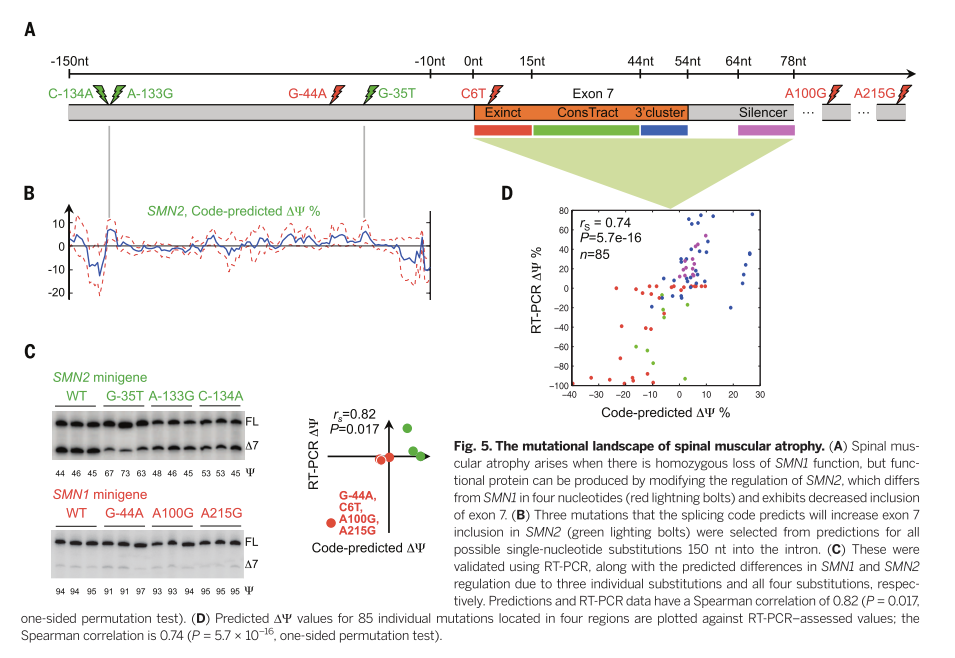 A
-150nt -10nt 0nt 15nt 44nt 54nt 64nt 78nt
C-134A A-133G G-44A G-35T C6T Exon 7 A100G A215G
Exinct ConsTract 3'cluster Silencer ... ...
B
SMN2, Code-predicted ΔΨ %
10
0
-10
-20
D
RT-PCR ΔΨ %
80
60
40
20
0
−20
−40
−60
−80
−100
rS = 0.74
P=5.7e-16
n=85
−40 −30 −20 −10 0 10 20 30
Code-predicted ΔΨ %
C
SMN2 minigene
WT G-35T A-133G C-134A
FL
Δ7
44 46 45 67 73 63 48 46 45 53 53 45 Ψ
SMN1 minigene
WT G-44A A100G A215G
FL
Δ7
94 94 95 91 91 97 93 93 94 95 95 95 Ψ
rs=0.82
P=0.017
RT-PCR ΔΨ
G-44A,
C6T,
A100G,
A215G
Code-predicted ΔΨ
Fig. 5. The mutational landscape of spinal muscular atrophy. (A) Spinal mus-
cular atrophy arises when there is homozygous loss of SMN1 function, but func-
tional protein can be produced by modifying the regulation of SMN2, which differs
from SMN1 in four nucleotides (red lightning bolts) and exhibits decreased inclusion
of exon 7. (B) Three mutations that the splicing code predicts will increase exon 7
inclusion in SMN2 (green lighting bolts) were selected from predictions for all
possible single-nucleotide substitutions 150 nt into the intron. (C) These were
validated using RT-PCR, along with the predicted differences in SMN1 and SMN2
regulation due to three individual substitutions and all four substitutions, respec-
tively. Predictions and RT-PCR data have a Spearman correlation of 0.82 (P = 0.017,
one-sided permutation test). (D) Predicted ΔΨ values for 85 individual mutations located in four regions are plotted against RT-PCR–assessed values; the
Spearman correlation is 0.74 (P = 5.7 × 10⁻¹⁶, one-sided permutation test).